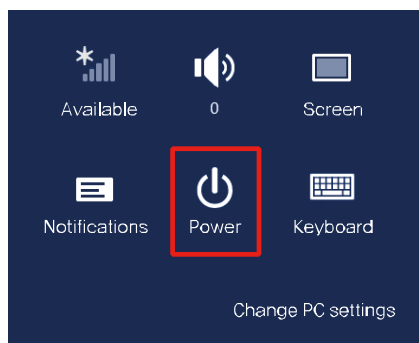 Available
0
Screen
Notifications
Power
Keyboard
Change PC settings